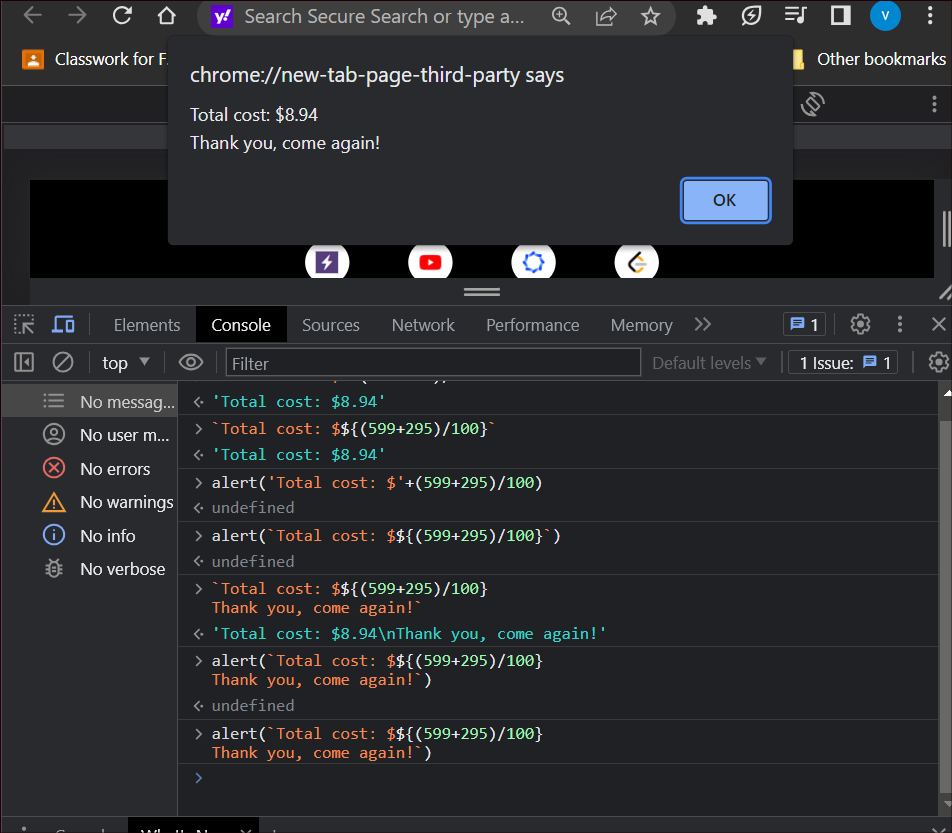 Search Secure Search or type a...
V
Classwork for F
Other bookmarks
chrome://new-tab-page-third-party says
Total cost: $8.94
Thank you, come again!
OK
Elements
Console
Sources
Network
Performance
Memory
1
top
Filter
Default levels
1 Issue:
1
No messag...
No user m...
No errors
No warnings
No info
No verbose
'Total cost: $8.94'
`Total cost: $${(599+295)/100}`
'Total cost: $8.94'
alert('Total cost: $'+(599+295)/100)
undefined
alert(`Total cost: $${(599+295)/100}`)
undefined
`Total cost: $${(599+295)/100}
Thank you, come again!`
'Total cost: $8.94\nThank you, come again!'
alert(`Total cost: $${(599+295)/100}
Thank you, come again!`)
undefined
alert(`Total cost: $${(599+295)/100}
Thank you, come again!`)